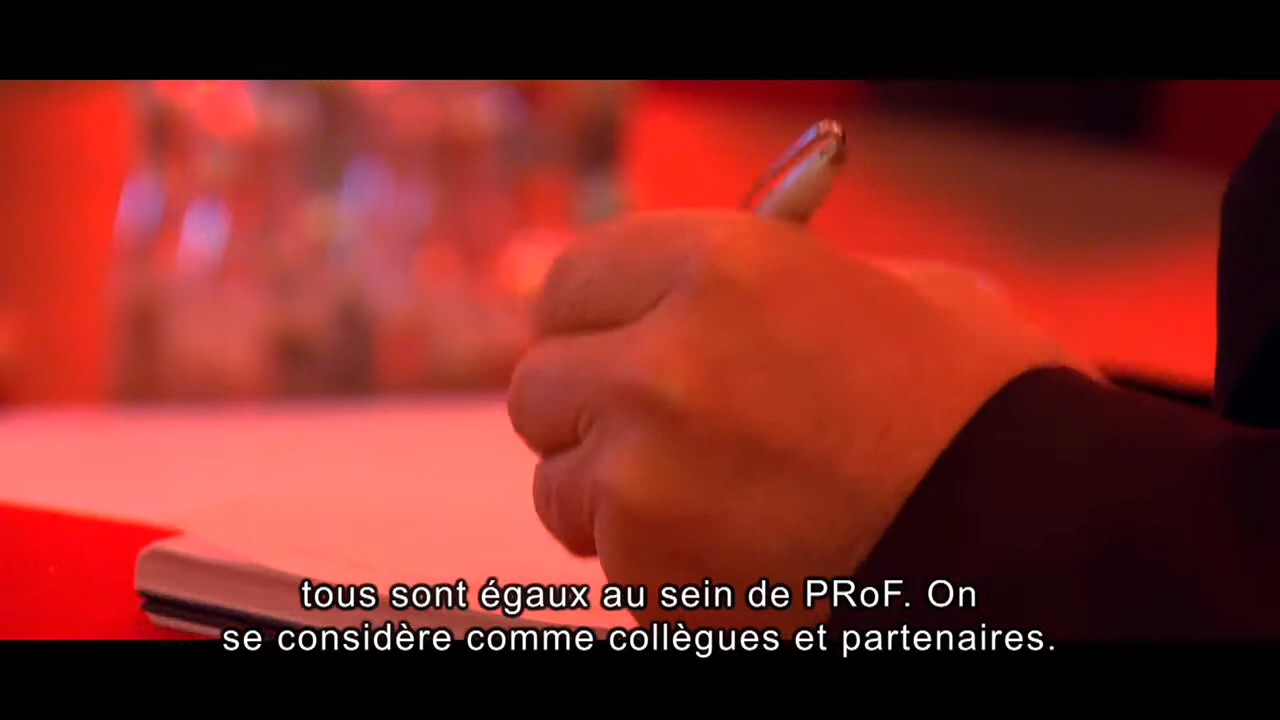 tous sont égaux au sein de PRoF. On
se considère comme collègues et partenaires.